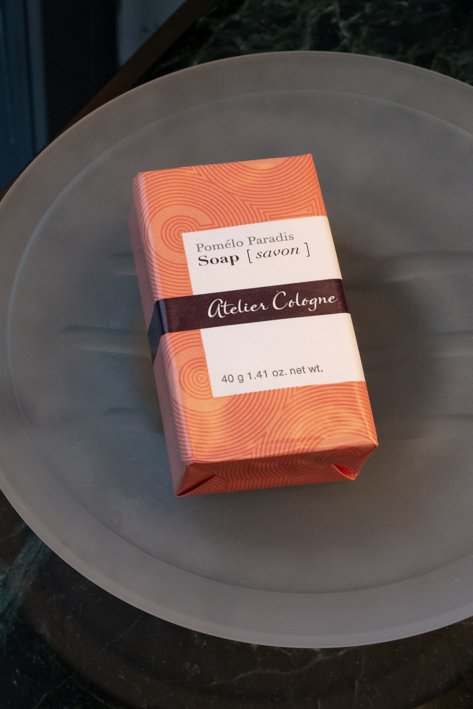 Pomélo Paradis
Soap [ savon ]
Atelier Cologne
40 g 1.41 oz. net wt.